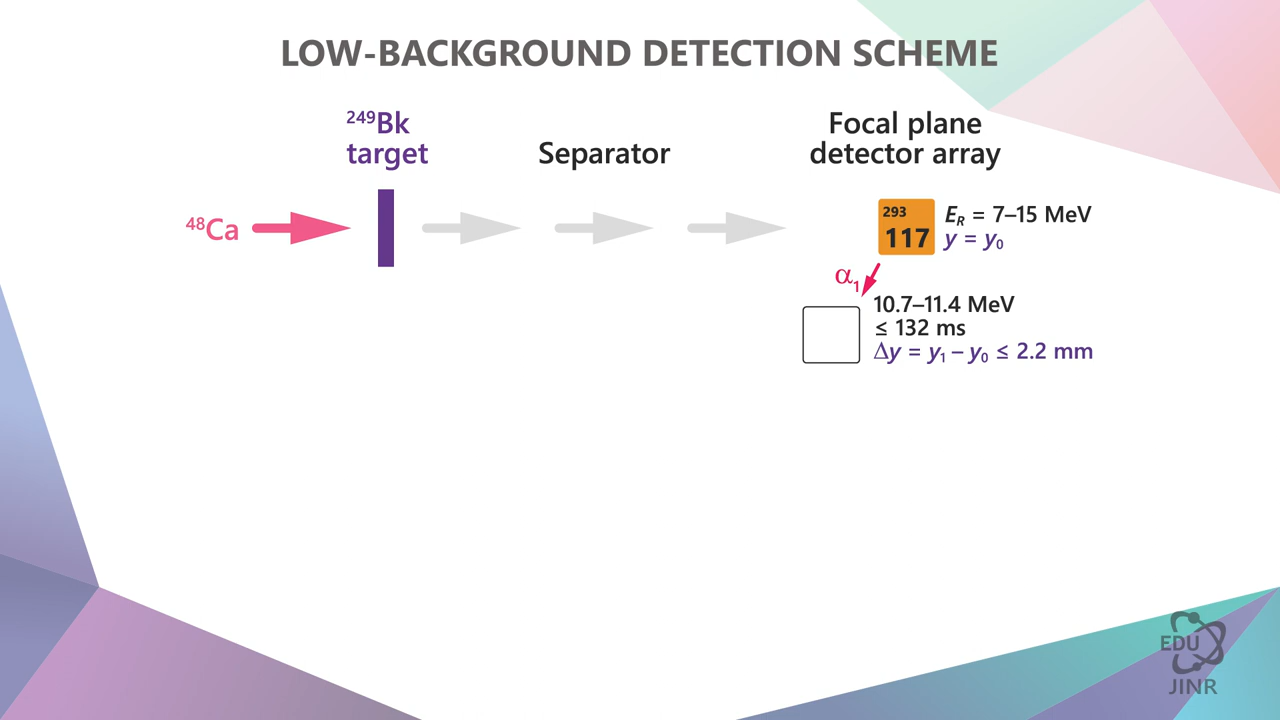 LOW-BACKGROUND DETECTION SCHEME
²⁴⁹Bk
target
Separator
Focal plane
detector array
⁴⁸Ca
293
117
E_R = 7–15 MeV
y = y₀
α₁
10.7–11.4 MeV
≤ 132 ms
Δy = y₁ – y₀ ≤ 2.2 mm
EDU
JINR